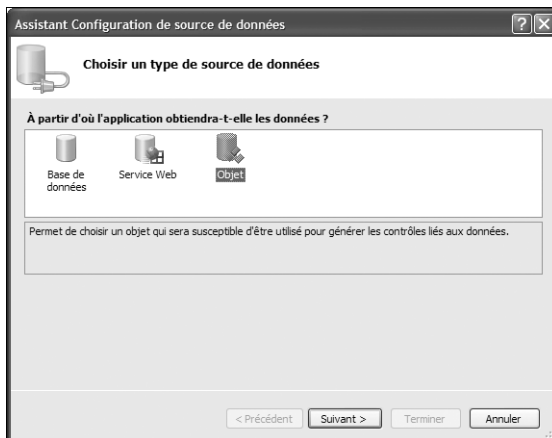 Assistant Configuration de source de données
Choisir un type de source de données
À partir d'où l'application obtiendra-t-elle les données ?
Base de données
Service Web
Objet
Permet de choisir un objet qui sera susceptible d'être utilisé pour générer les contrôles liés aux données.
< Précédent
Suivant >
Terminer
Annuler